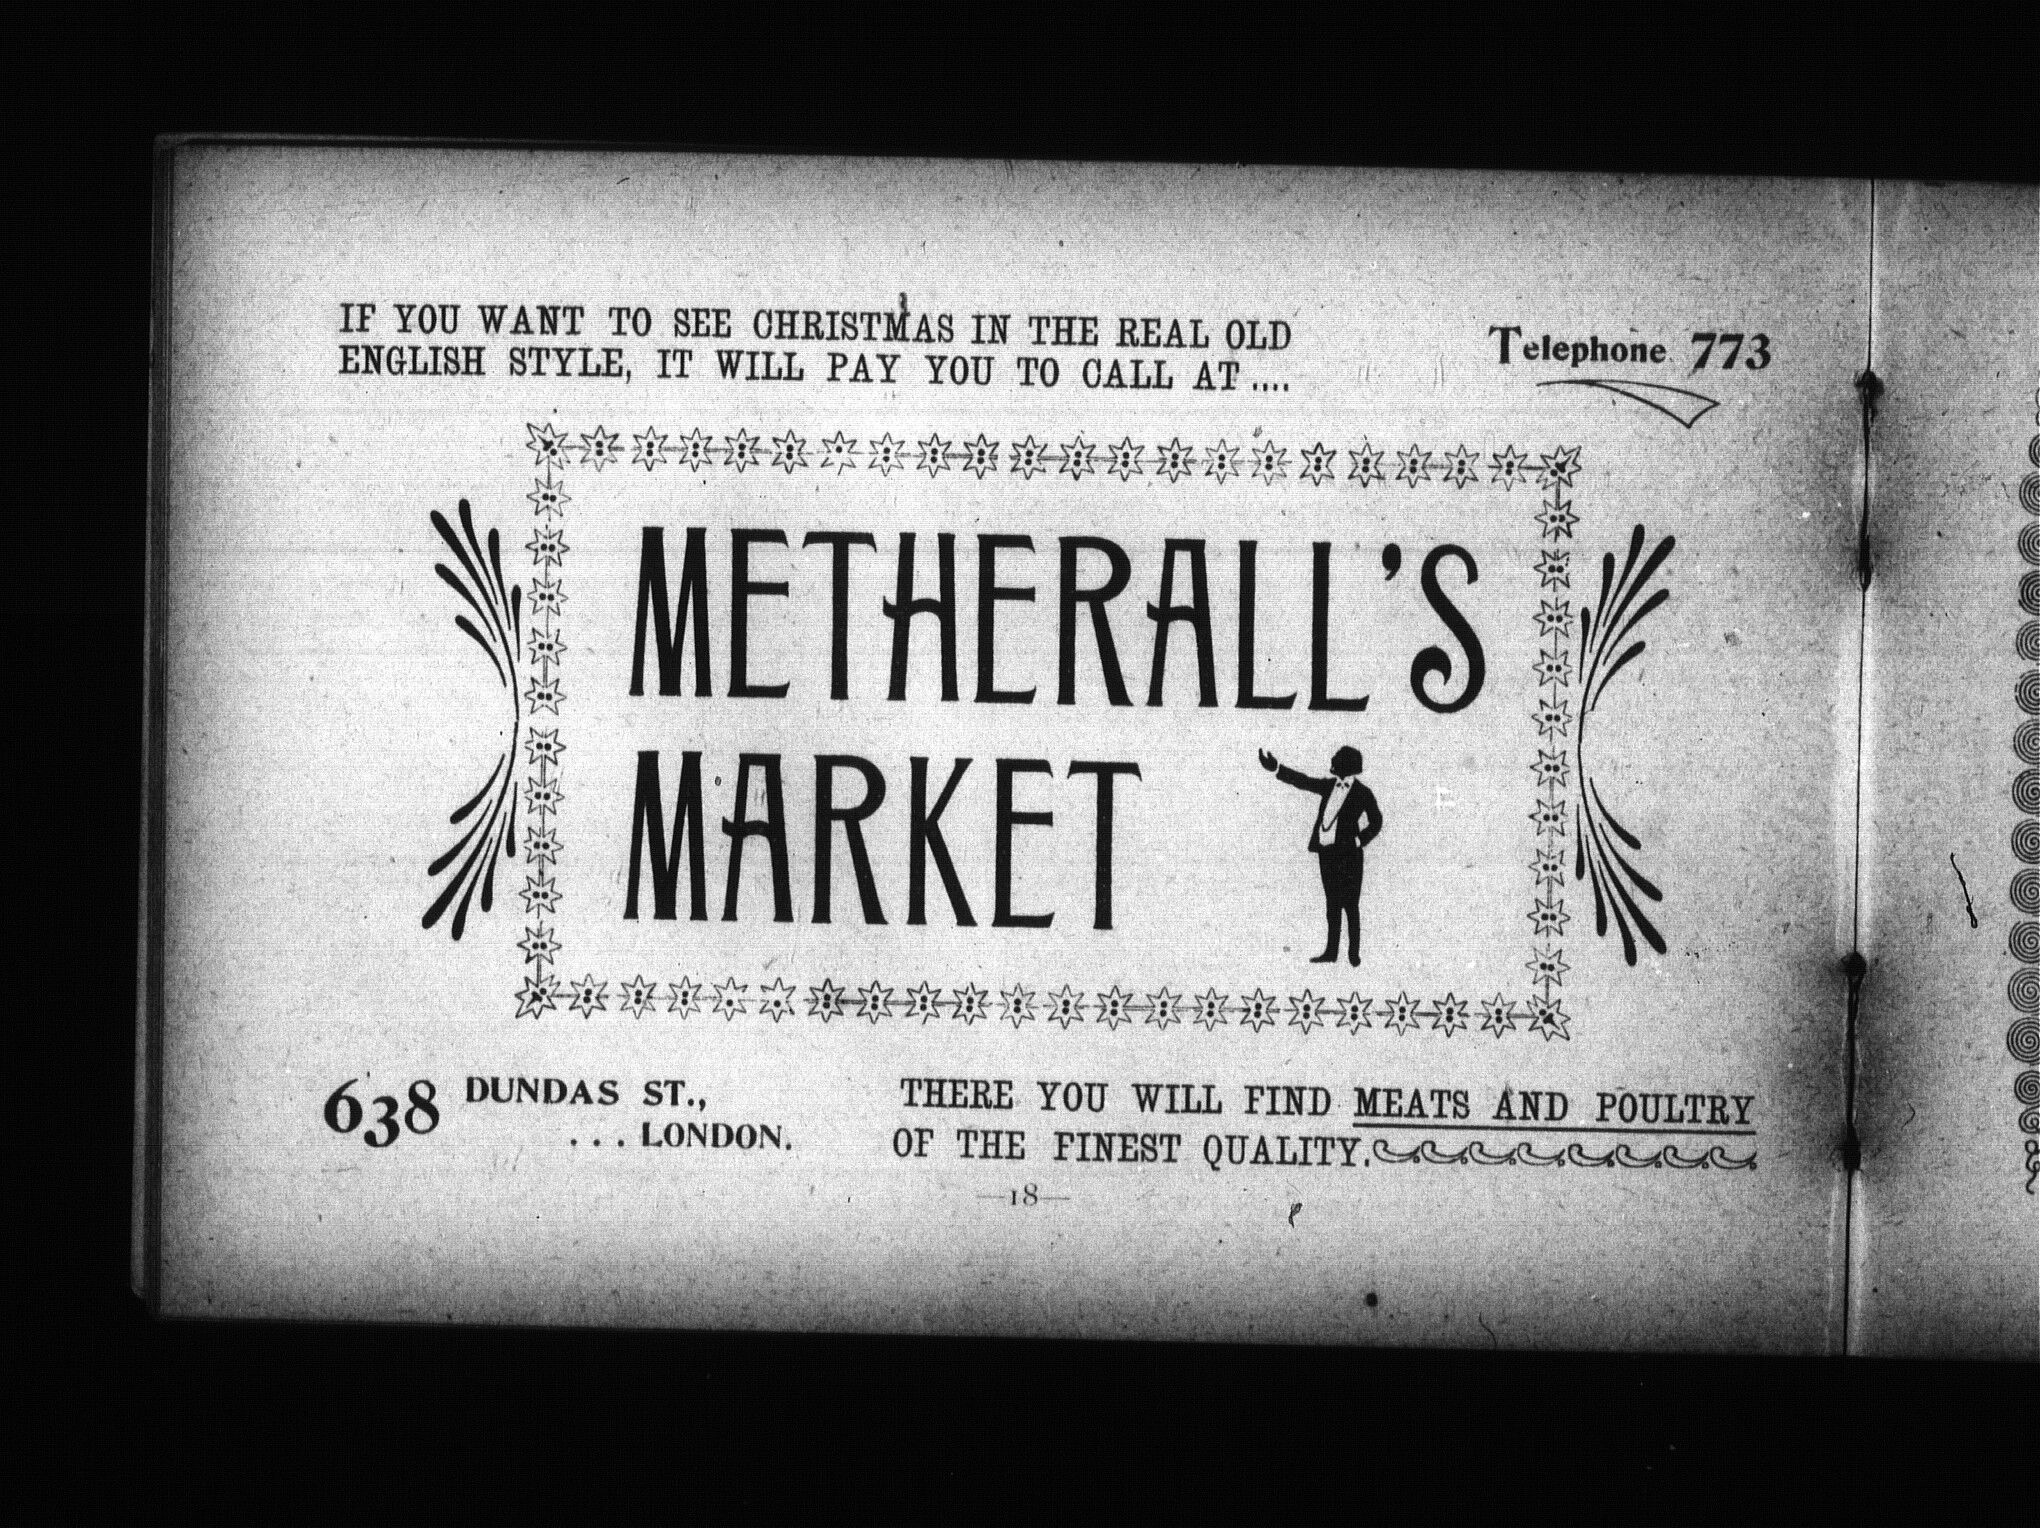 IF YOU WANT TO SEE CHRISTMAS IN THE REAL OLD
ENGLISH STYLE, IT WILL PAY YOU TO CALL AT ....
Telephone 773
METHERALL'S
MARKET
638 DUNDAS ST.,
... LONDON.
THERE YOU WILL FIND MEATS AND POULTRY
OF THE FINEST QUALITY.
—18—